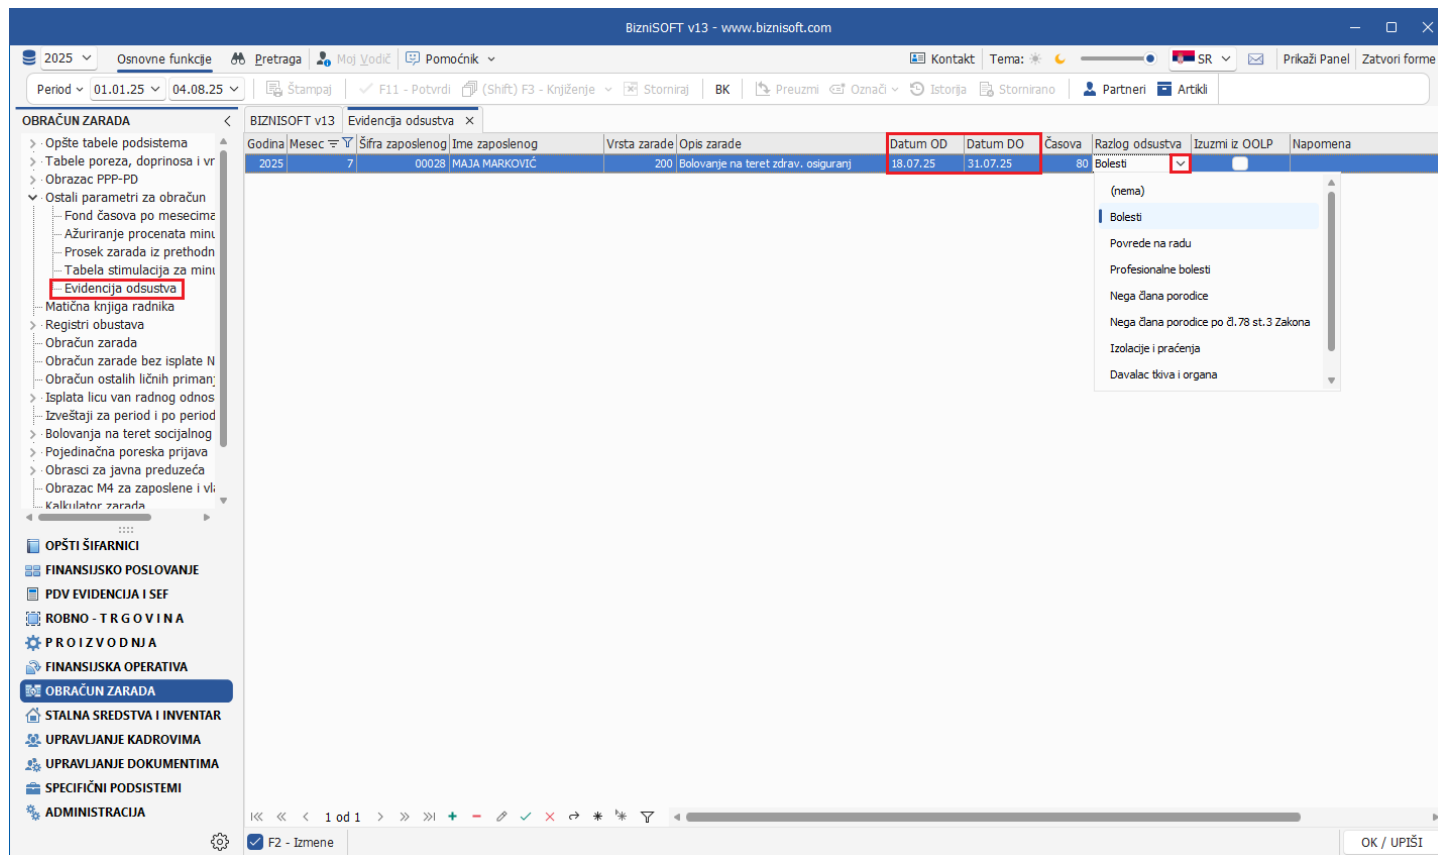 BizniSOFT v13 - www.biznisoft.com
2025 Osnovne funkcije Pretraga Moj Vodič Pomoćnik Kontakt Tema: SR Prikaži Panel Zatvori forme
Period 01.01.25 04.08.25 Štampaj F11 - Potvrdi (Shift) F3 - Knjiženje Storniraj BK Preuzmi Označi Istorija Stornirano Partneri Artikli
OBRAČUN ZARADA
BIZNISOFT v13 Evidencija odsustva
Opšte tabele podsistema
Tabele poreza, doprinosa i vr
Obrazac PPP-PD
Ostali parametri za obračun
Fond časova po mesecima
Ažuriranje procenata minu
Prosek zarada iz prethodn
Tabela stimulacija za minu
Evidencija odsustva
Matična knjiga radnika
Registri obustava
Obračun zarada
Obračun zarade bez isplate N
Obračun ostalih ličnih primanj
Isplata licu van radnog odnos
Izveštaji za period i po period
Bolovanja na teret socijalnog
Pojedinačna poreska prijava
Obrasci za javna preduzeća
Obrazac M4 za zaposlene i vla
Kalkulator zarada
OPŠTI ŠIFARNICI
FINANSIJSKO POSLOVANJE
PDV EVIDENCIJA I SEF
ROBNO - T R G O V I N A
P R O I Z V O D NJ A
FINANSIJSKA OPERATIVA
OBRAČUN ZARADA
STALNA SREDSTVA I INVENTAR
UPRAVLJANJE KADROVIMA
UPRAVLJANJE DOKUMENTIMA
SPECIFIČNI PODSISTEMI
ADMINISTRACIJA
Godina Mesec Šifra zaposlenog Ime zaposlenog Vrsta zarade Opis zarade Datum OD Datum DO Časova Razlog odsustva Izuzmi iz OOLP Napomena
2025 7 00028 MAJA MARKOVIĆ 200 Bolovanje na teret zdrav. osiguranj 18.07.25 31.07.25 80 Bolesti
(nema)
Bolesti
Povrede na radu
Profesionalne bolesti
Nega člana porodice
Nega člana porodice po čl.78 st.3 Zakona
Izolacije i praćenja
Davalac tkiva i organa
1 od 1
F2 - Izmene OK / UPIŠI